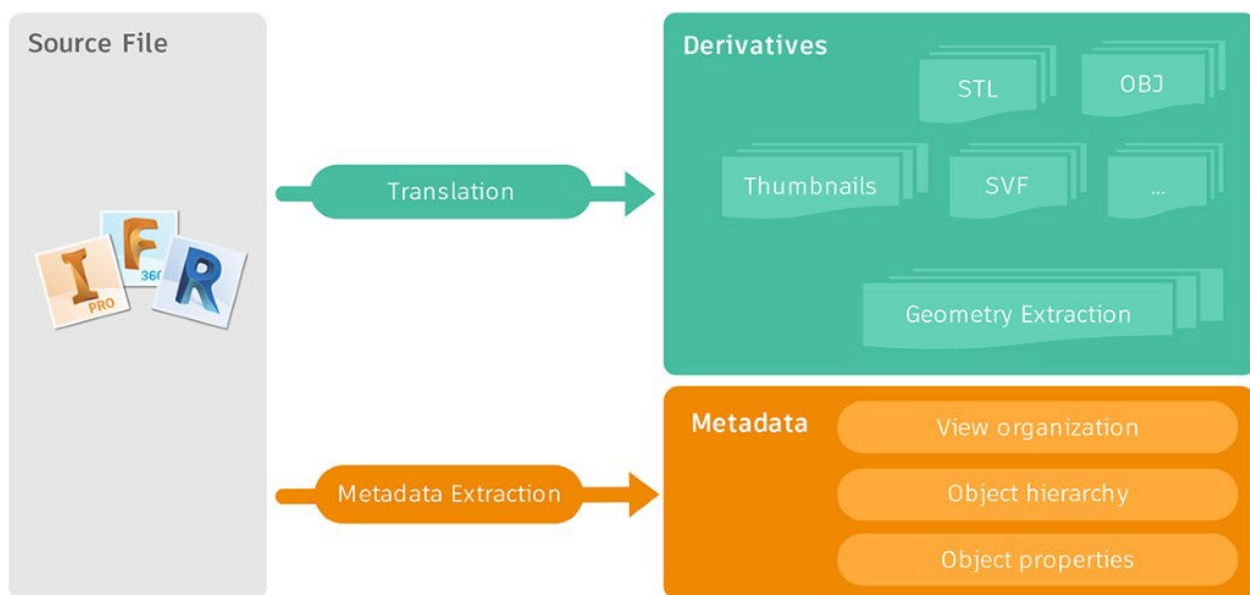 Source File
I
PRO
F
360
R
Translation
Metadata Extraction
Derivatives
STL
OBJ
Thumbnails
SVF
...
Geometry Extraction
Metadada
View organization
Object hierarchy
Object properties